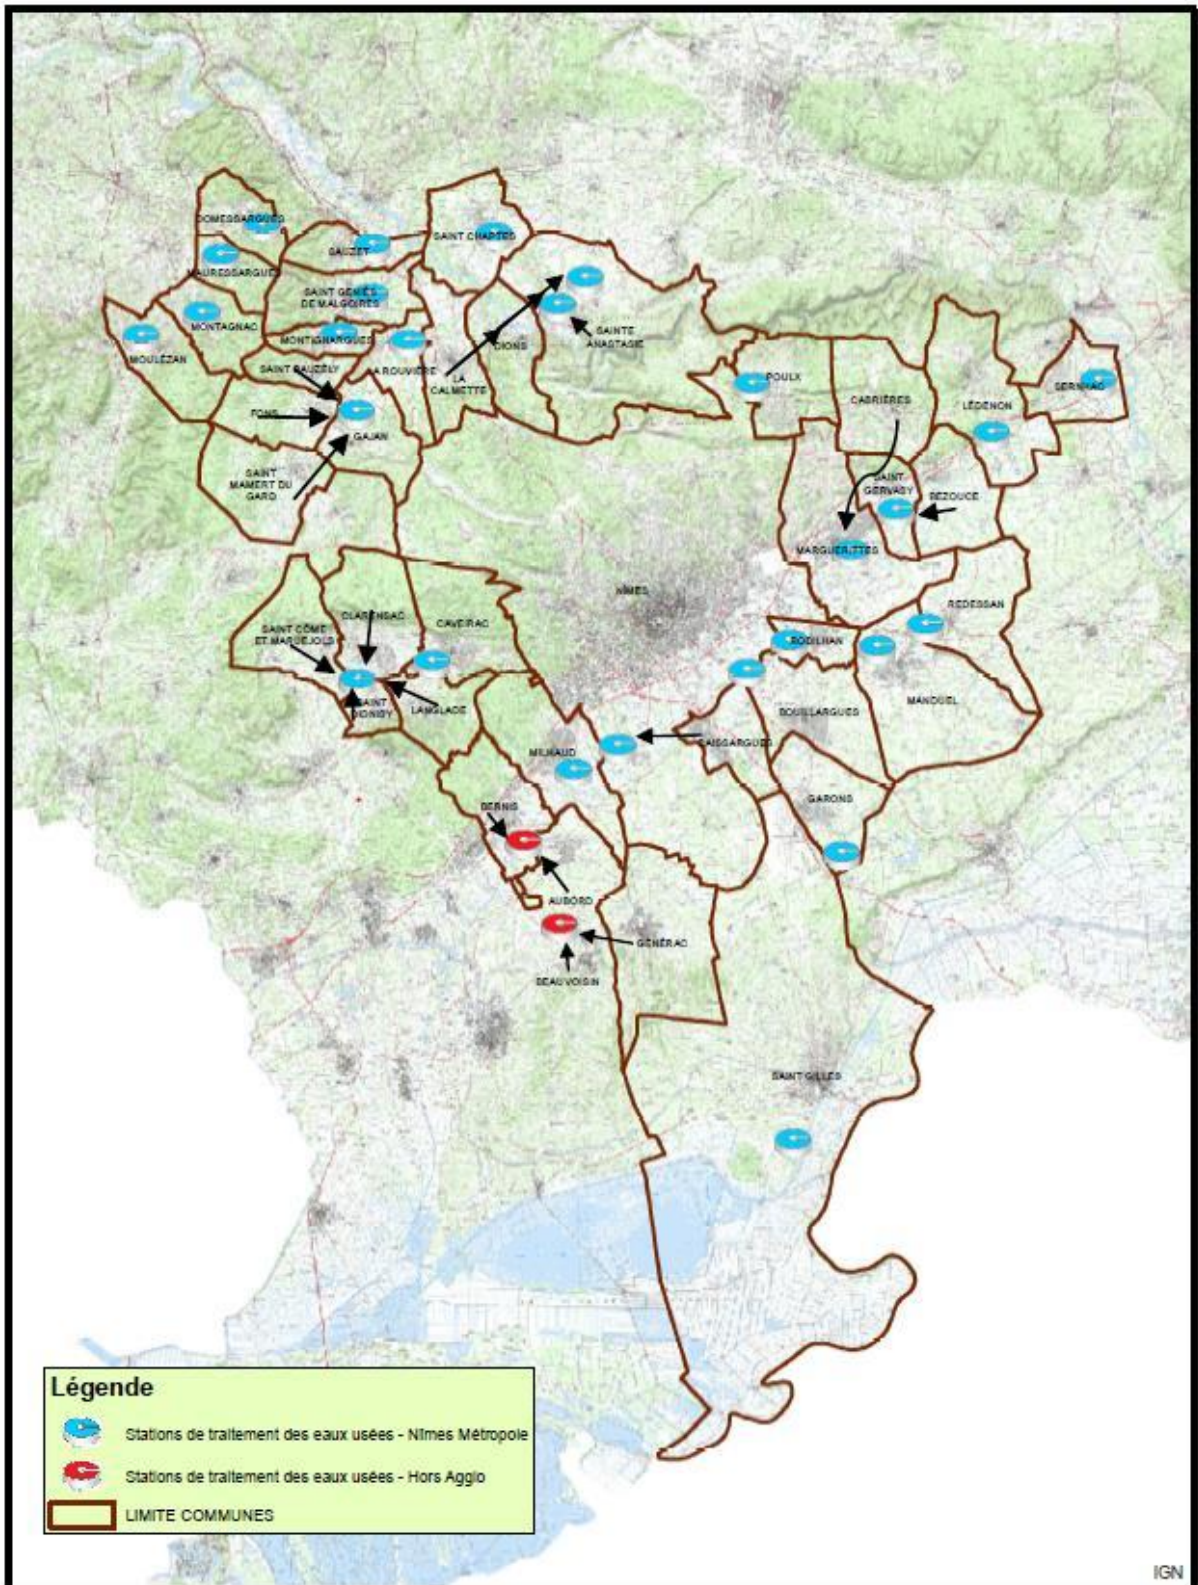 DOMESSARGUES
SAUZET
SAINT CHAPTES
MAURESSARGUES
SAINT GENIÈS
DE MALGOIRES
MONTAGNAC
MOULÉZAN
MONTIGNARGUES
SAINT BAUZÉLY
LA ROUVIÈRE
LA
CALMETTE
DIONS
SAINTE
ANASTASIE
FONS
GAJAN
SAINT
MAMERT DU
GARD
POULX
CABRIÈRES
LÉDENON
SERNHAC
SAINT
GERVASY
BEZOUCE
MARGUERITTES
NÎMES
REDESSAN
CLARENSAC
SAINT CÔME
ET MARUÉJOLS
CAVEIRAC
RODILHAN
SAINT
DIONISY
LANGLADE
MANDUEL
BOUILLARGUES
CAISSARGUES
MILHAUD
BERNIS
GARONS
AUBORD
GÉNÉRAC
BEAUVOISIN
SAINT GILLES
Légende
Stations de traitement des eaux usées - Nîmes Métropole
Stations de traitement des eaux usées - Hors Agglo
LIMITE COMMUNES
IGN